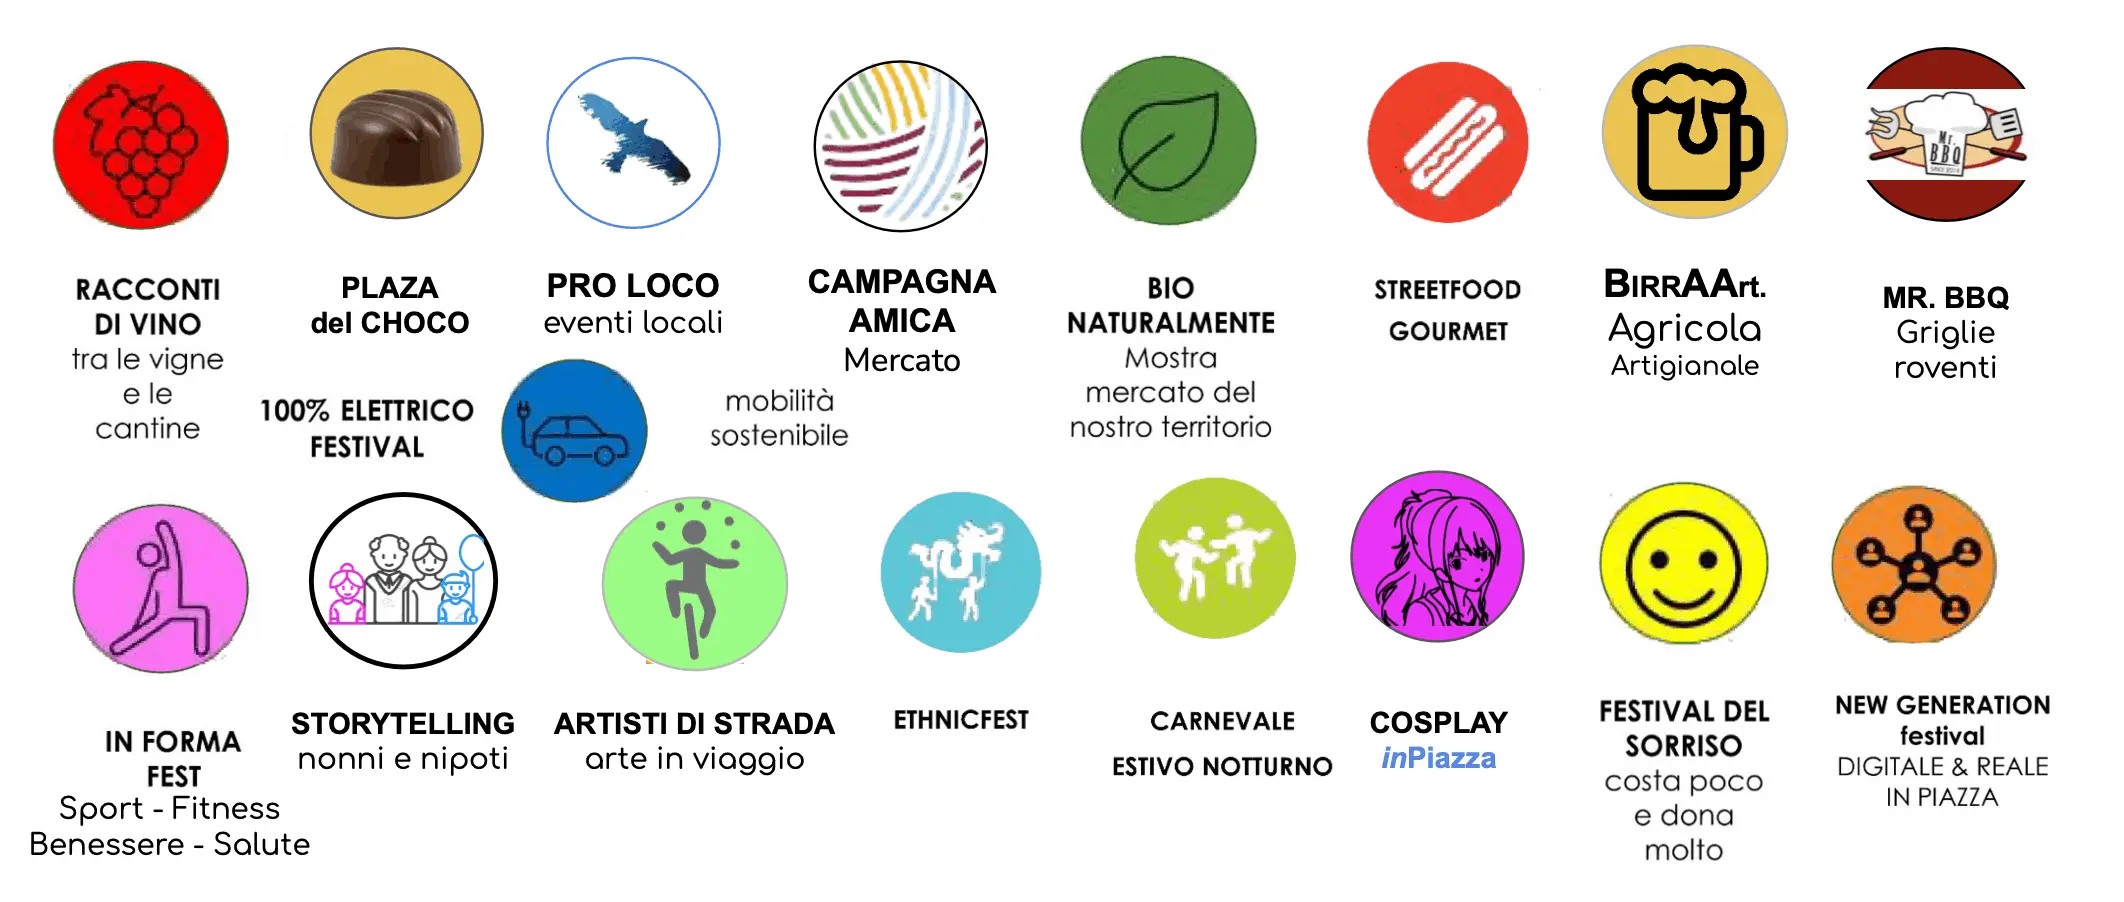 Mr.
BBQ
RACCONTI
DI VINO
tra le vigne
e le
cantine
PLAZA
del CHOCO
PRO LOCO
eventi locali
CAMPAGNA
AMICA
Mercato
BIO
NATURALMENTE
Mostra
mercato del
nostro territorio
STREETFOOD
GOURMET
BIRRAArt.
Agricola
Artigianale
MR. BBQ
Griglie
roventi
100% ELETTRICO
FESTIVAL
mobilità
sostenibile
IN FORMA
FEST
Sport - Fitness
Benessere - Salute
STORYTELLING
nonni e nipoti
ARTISTI DI STRADA
arte in viaggio
ETHNICFEST
CARNEVALE
ESTIVO NOTTURNO
COSPLAY
inPiazza
FESTIVAL DEL
SORRISO
costa poco
e dona
molto
NEW GENERATION
festival
DIGITALE & REALE
IN PIAZZA